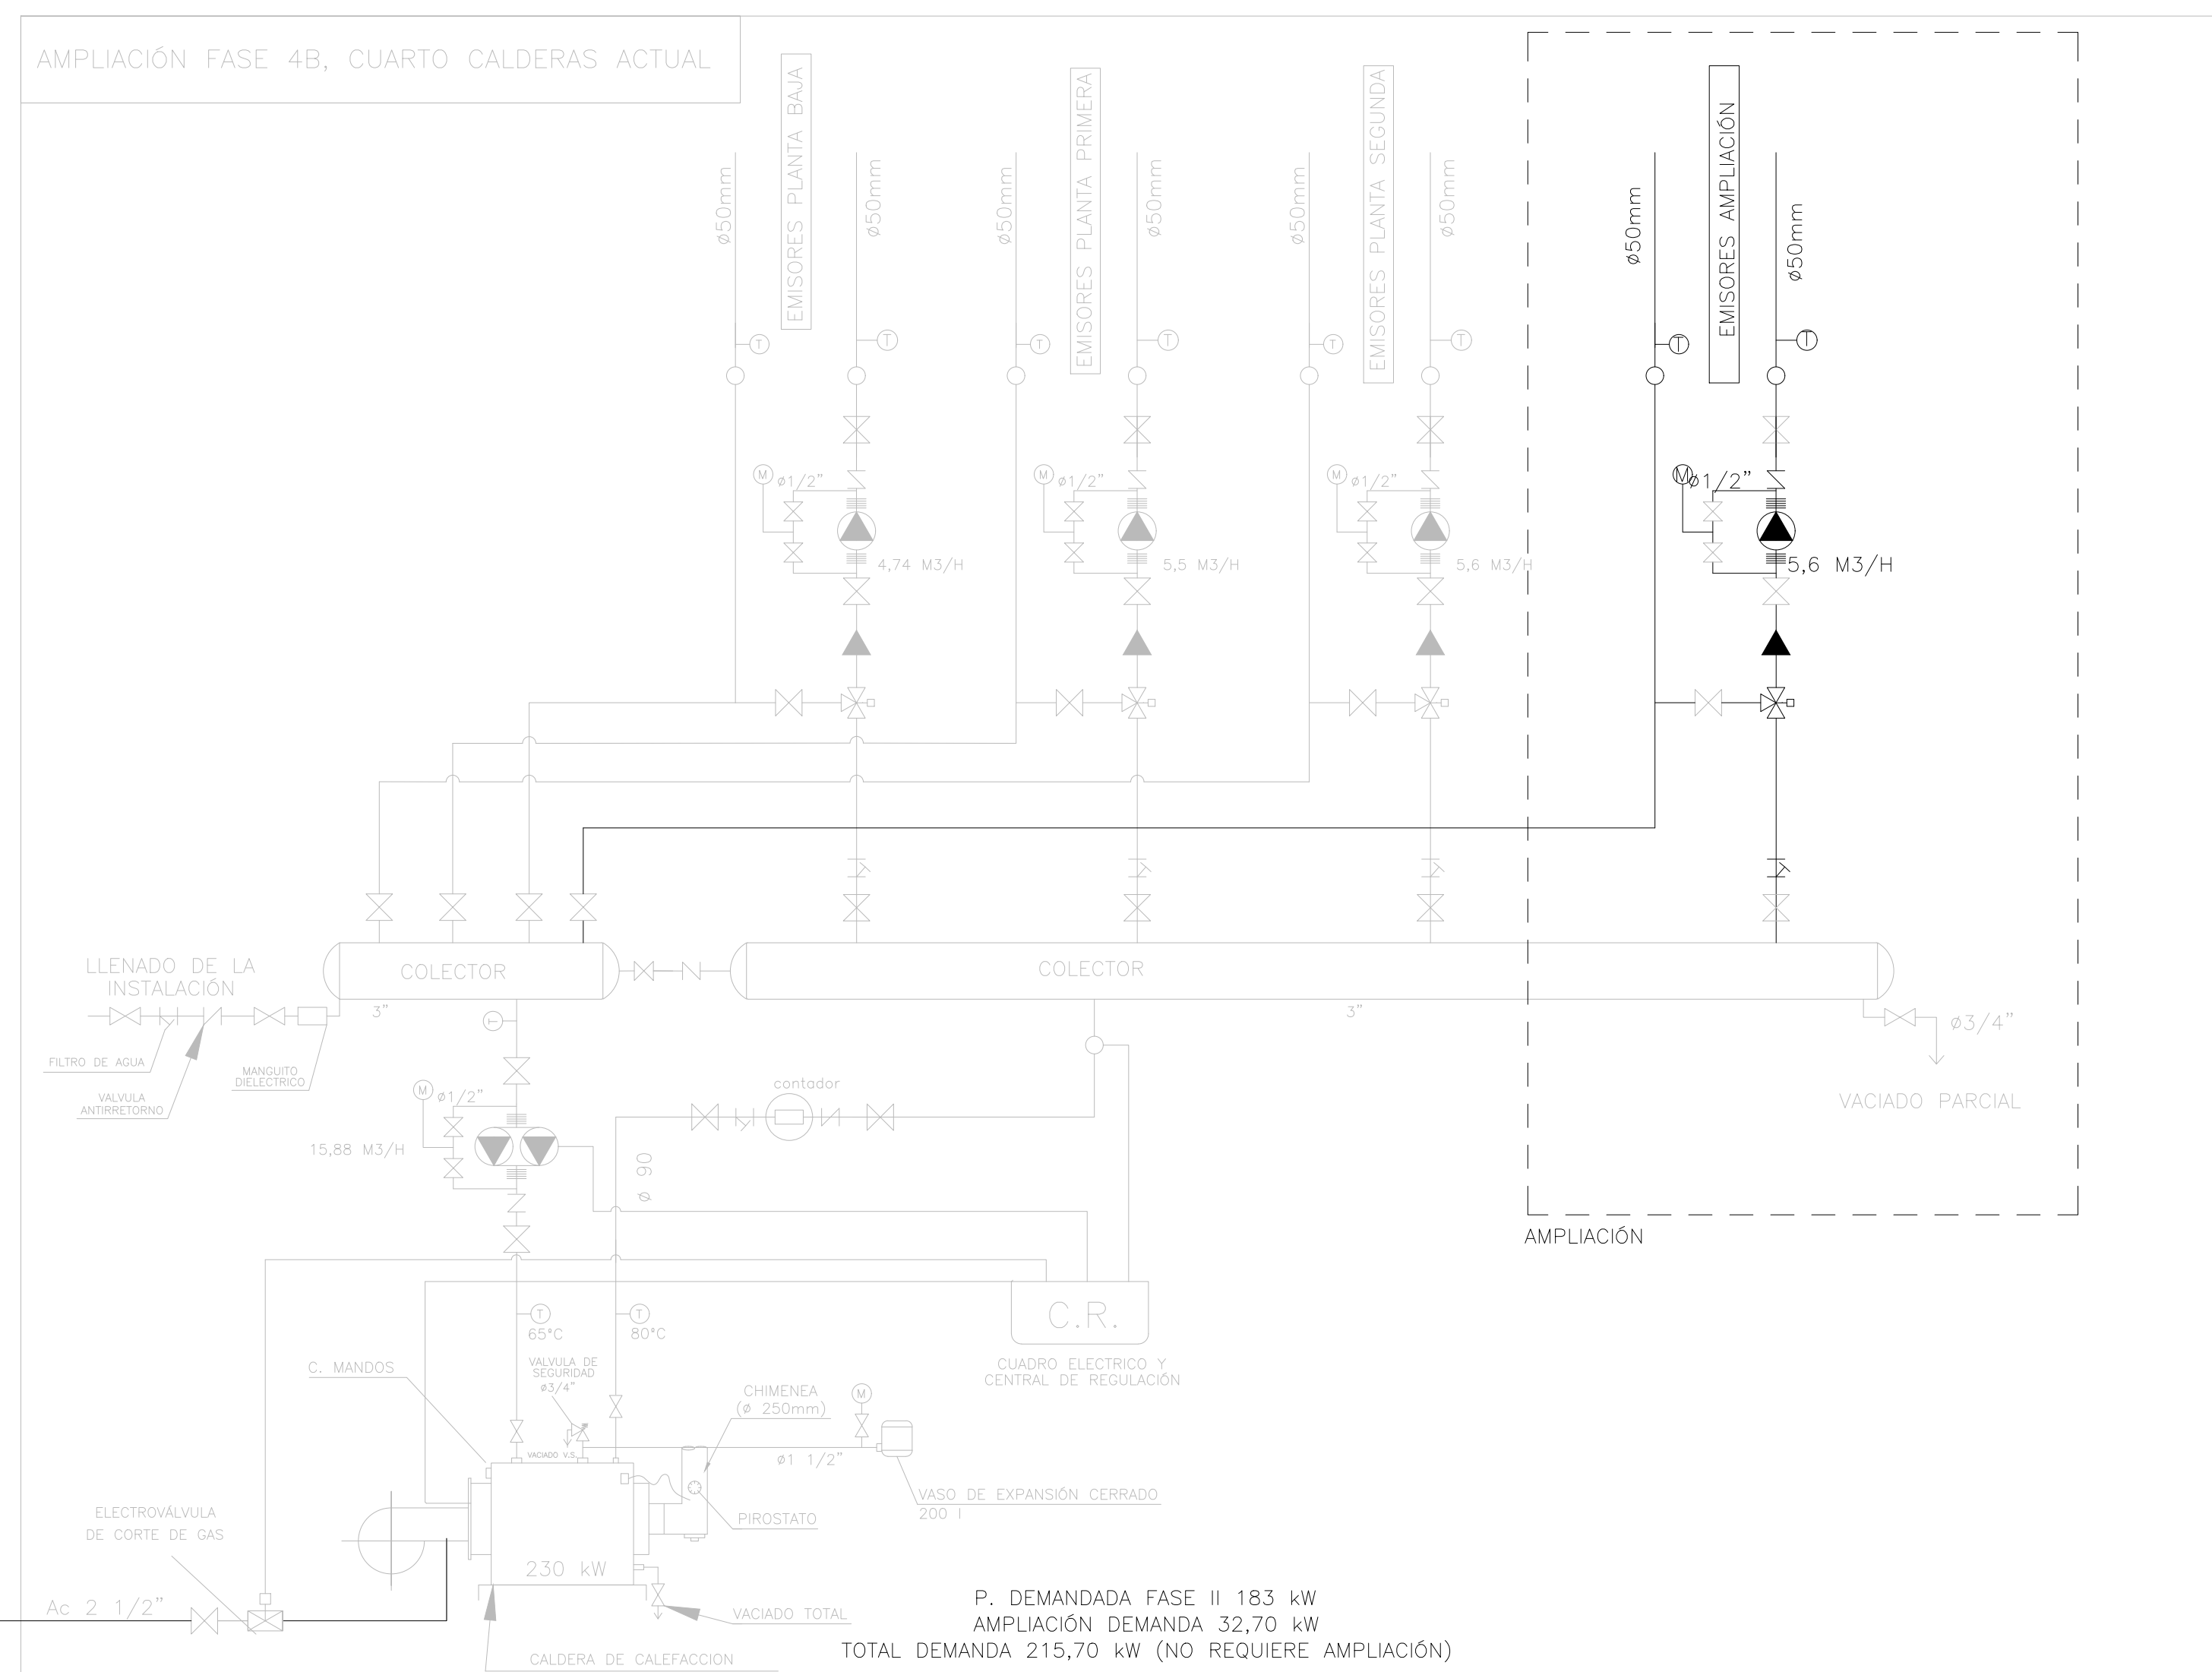 AMPLIACIÓN FASE 4B, CUARTO CALDERAS ACTUAL
EMISORES PLANTA BAJA
EMISORES PLANTA PRIMERA
EMISORES PLANTA SEGUNDA
EMISORES AMPLIACIÓN
ø50mm
ø50mm
ø50mm
ø50mm
ø50mm
ø50mm
ø50mm
ø50mm
T
T
T
T
T
T
T
T
M
ø1/2"
M
ø1/2"
M
ø1/2"
M
ø1/2"
4,74 M3/H
5,5 M3/H
5,6 M3/H
5,6 M3/H
LLENADO DE LA
INSTALACIÓN
COLECTOR
COLECTOR
3"
3"
T
ø3/4"
FILTRO DE AGUA
MANGUITO
DIELECTRICO
VALVULA
ANTIRRETORNO
M
ø1/2"
contador
VACIADO PARCIAL
15,88 M3/H
ø 90
AMPLIACIÓN
T
65°C
T
80°C
C.R.
CUADRO ELECTRICO Y
CENTRAL DE REGULACIÓN
C. MANDOS
VALVULA DE
SEGURIDAD
ø3/4"
CHIMENEA
(ø 250mm)
M
VACIADO V.S.
ø1 1/2"
VASO DE EXPANSIÓN CERRADO
200 l
PIROSTATO
ELECTROVÁLVULA
DE CORTE DE GAS
230 kW
Ac 2 1/2"
VACIADO TOTAL
CALDERA DE CALEFACCION
P. DEMANDADA FASE II 183 kW
AMPLIACIÓN DEMANDA 32,70 kW
TOTAL DEMANDA 215,70 kW (NO REQUIERE AMPLIACIÓN)